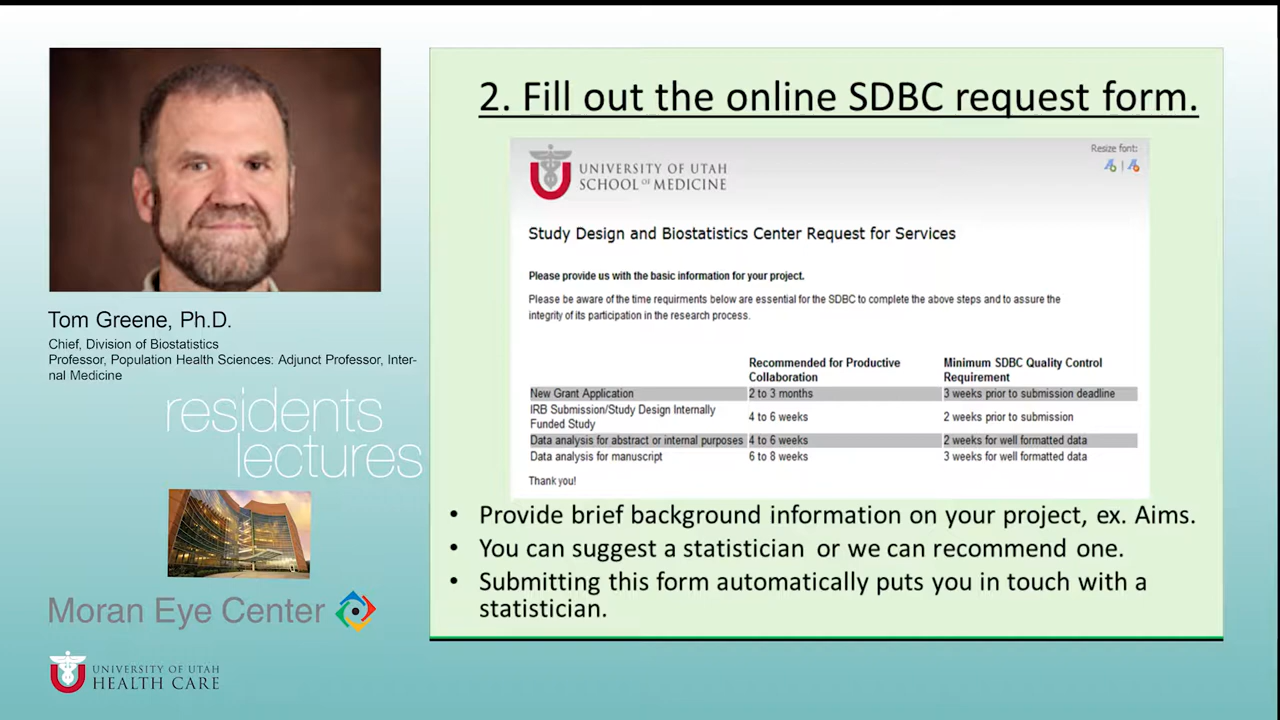 2. Fill out the online SDBC request form.
UNIVERSITY OF UTAH
SCHOOL OF MEDICINE
Resize font:
Study Design and Biostatistics Center Request for Services
Please provide us with the basic information for your project.
Please be aware of the time requirments below are essential for the SDBC to complete the above steps and to assure the
integrity of its participation in the research process.
Recommended for Productive Collaboration
Minimum SDBC Quality Control Requirement
New Grant Application 2 to 3 months 3 weeks prior to submission deadline
IRB Submission/Study Design Internally
Funded Study 4 to 6 weeks 2 weeks prior to submission
Data analysis for abstract or internal purposes 4 to 6 weeks 2 weeks for well formatted data
Data analysis for manuscript 6 to 8 weeks 3 weeks for well formatted data
Thank you!
• Provide brief background information on your project, ex. Aims.
• You can suggest a statistician or we can recommend one.
• Submitting this form automatically puts you in touch with a
statistician.
Tom Greene, Ph.D.
Chief, Division of Biostatistics
Professor, Population Health Sciences: Adjunct Professor, Inter-
nal Medicine
residents
lectures
Moran Eye Center
UNIVERSITY OF UTAH
HEALTH CARE